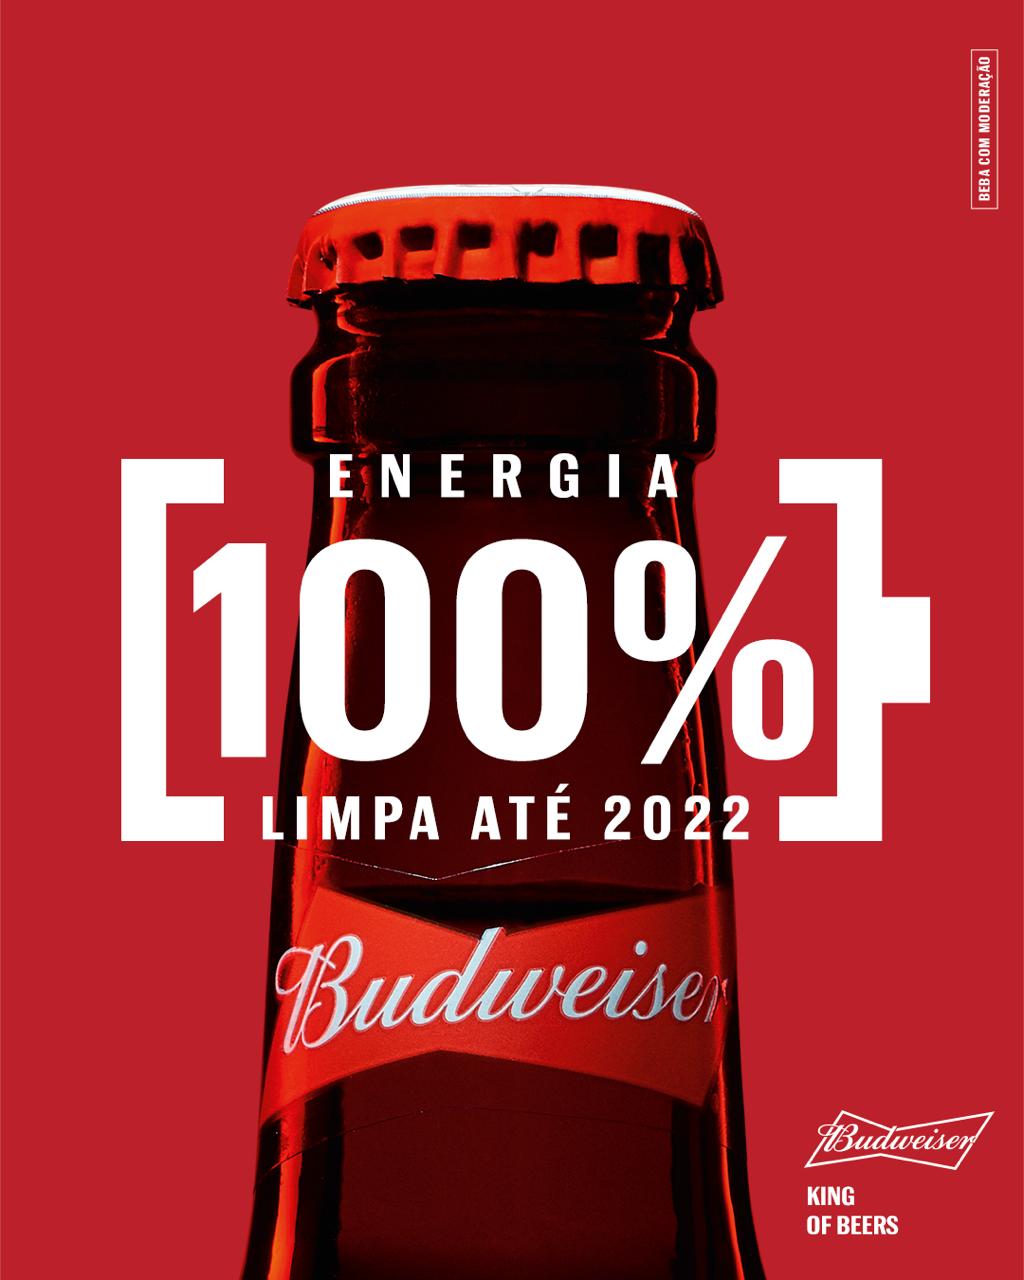 BEBA COM MODERAÇÃO
ENERGIA
100%
LIMPA ATÉ 2022
Budweiser
Budweiser
KING
OF BEERS